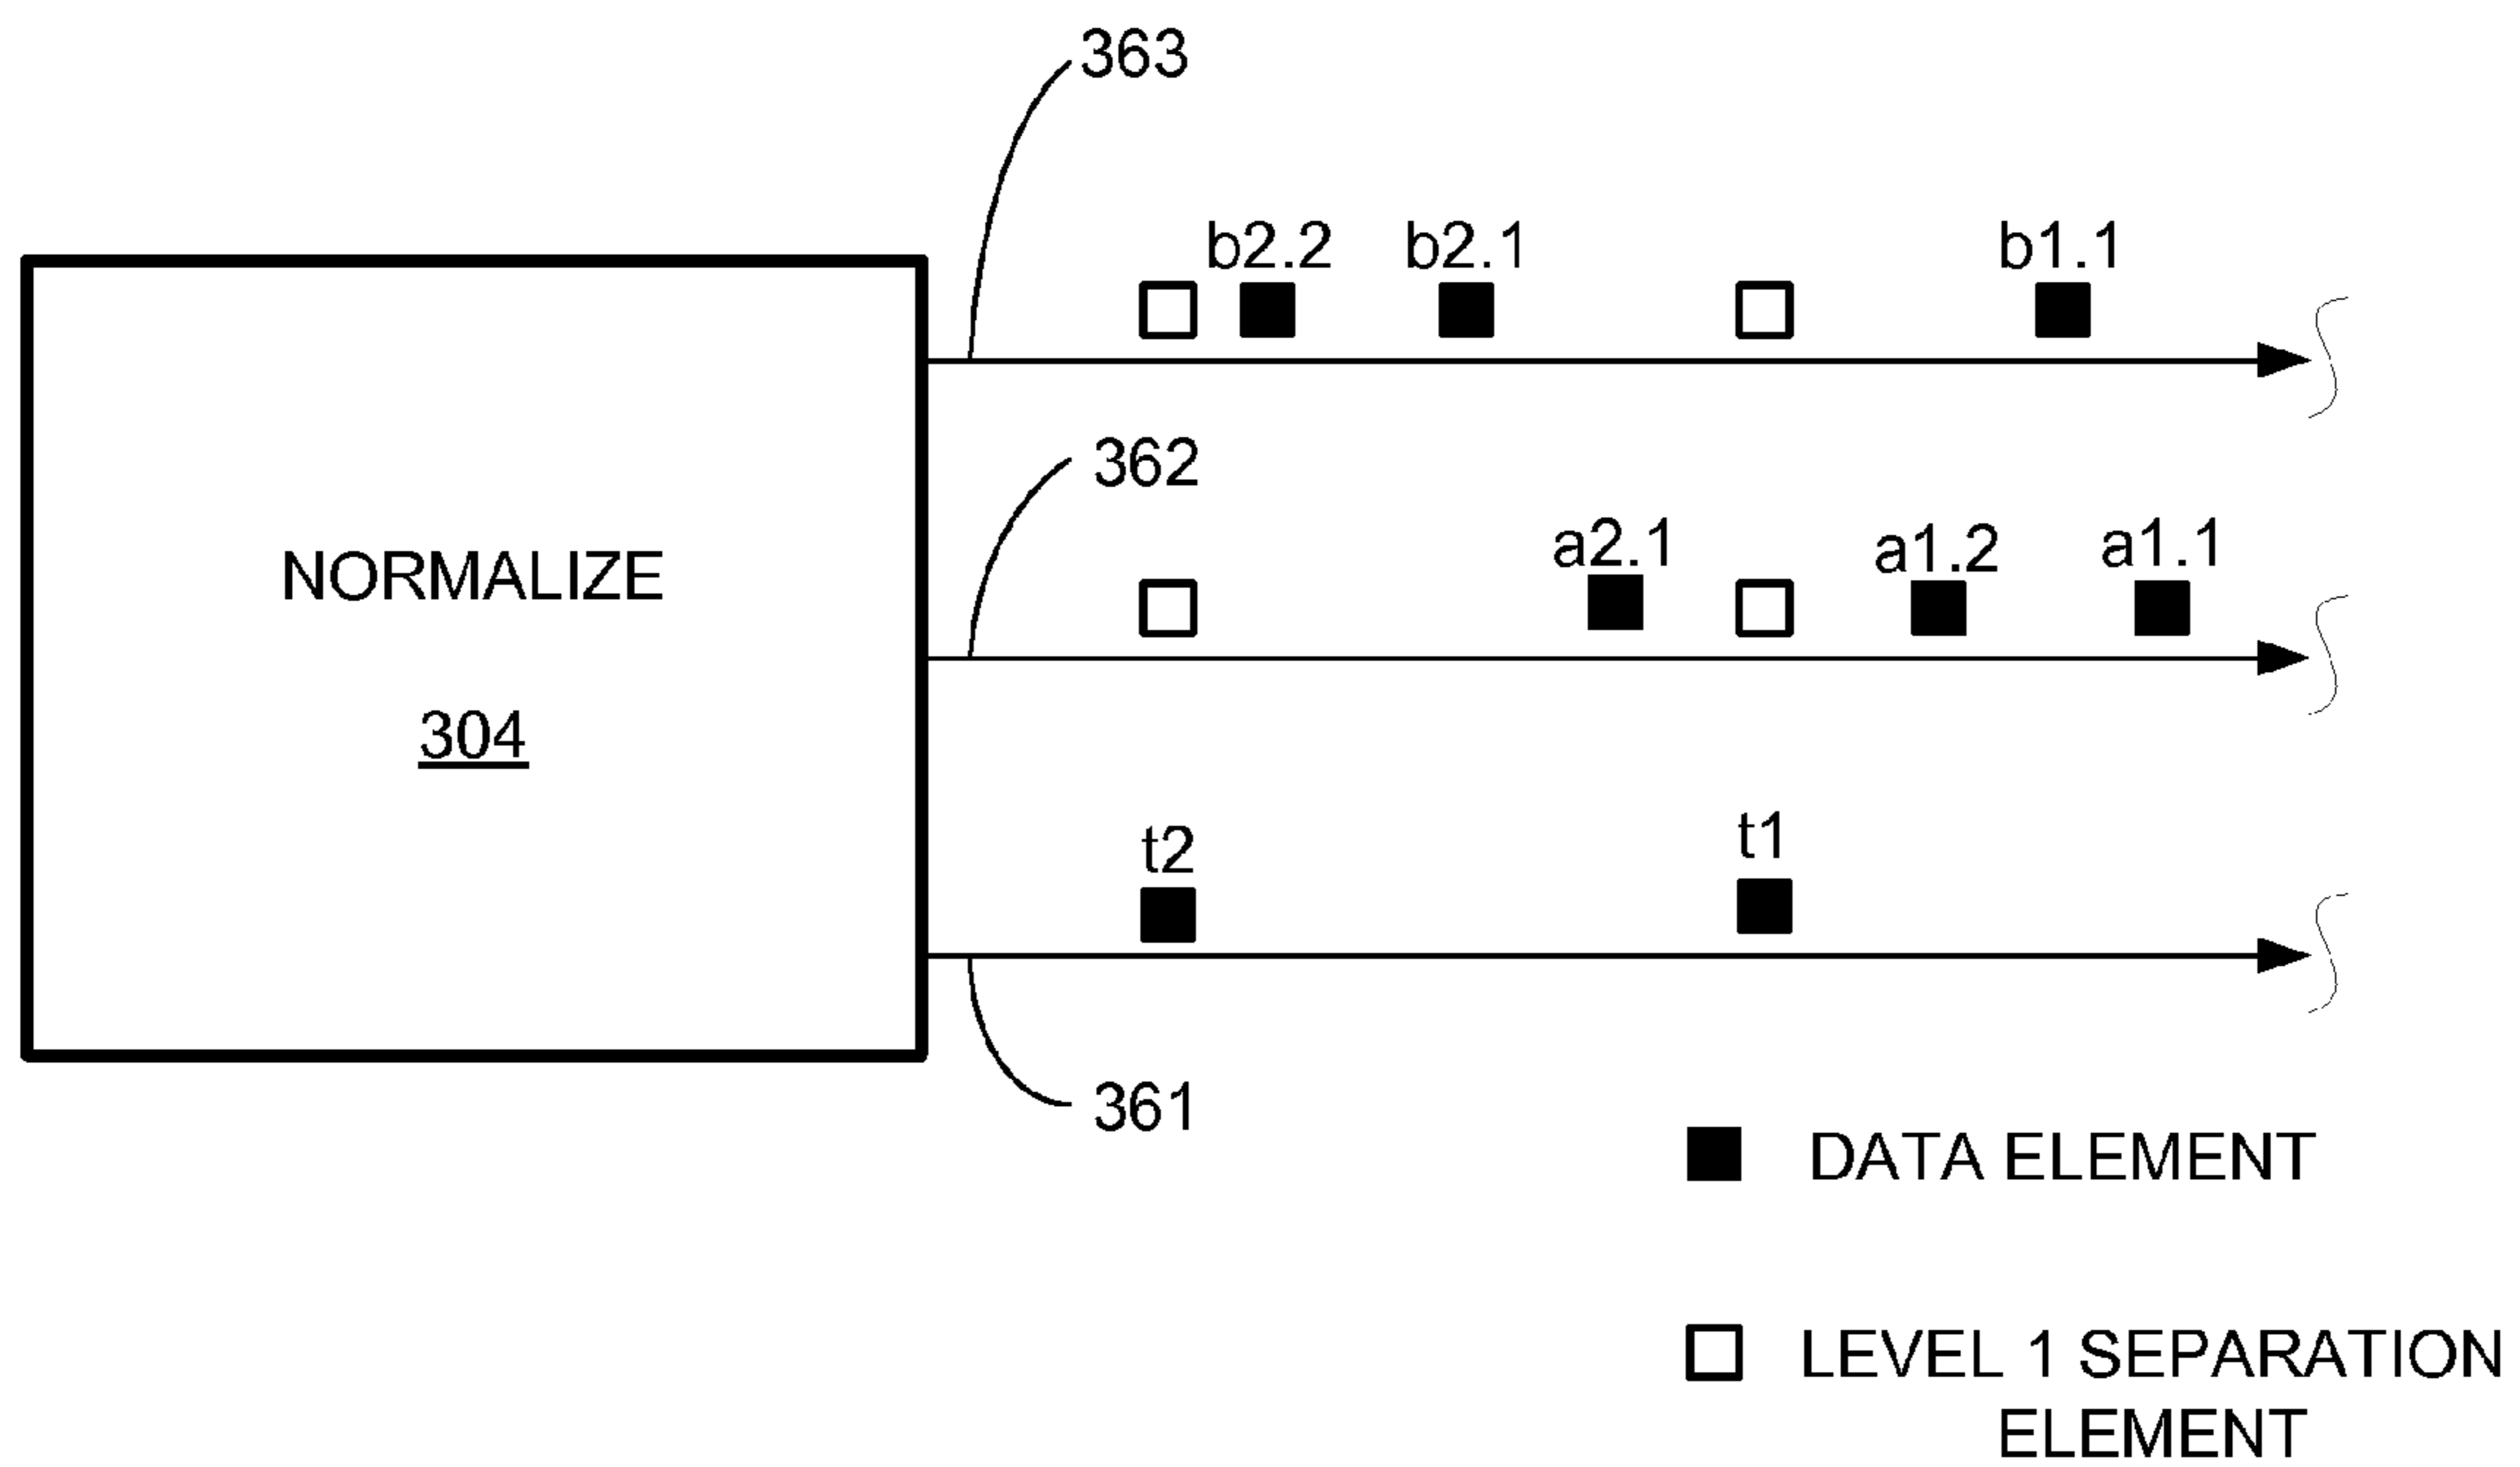 363
b2.2 b2.1 b1.1
362
a2.1 a1.2 a1.1
NORMALIZE
304
t2 t1
361
DATA ELEMENT
LEVEL 1 SEPARATION
ELEMENT